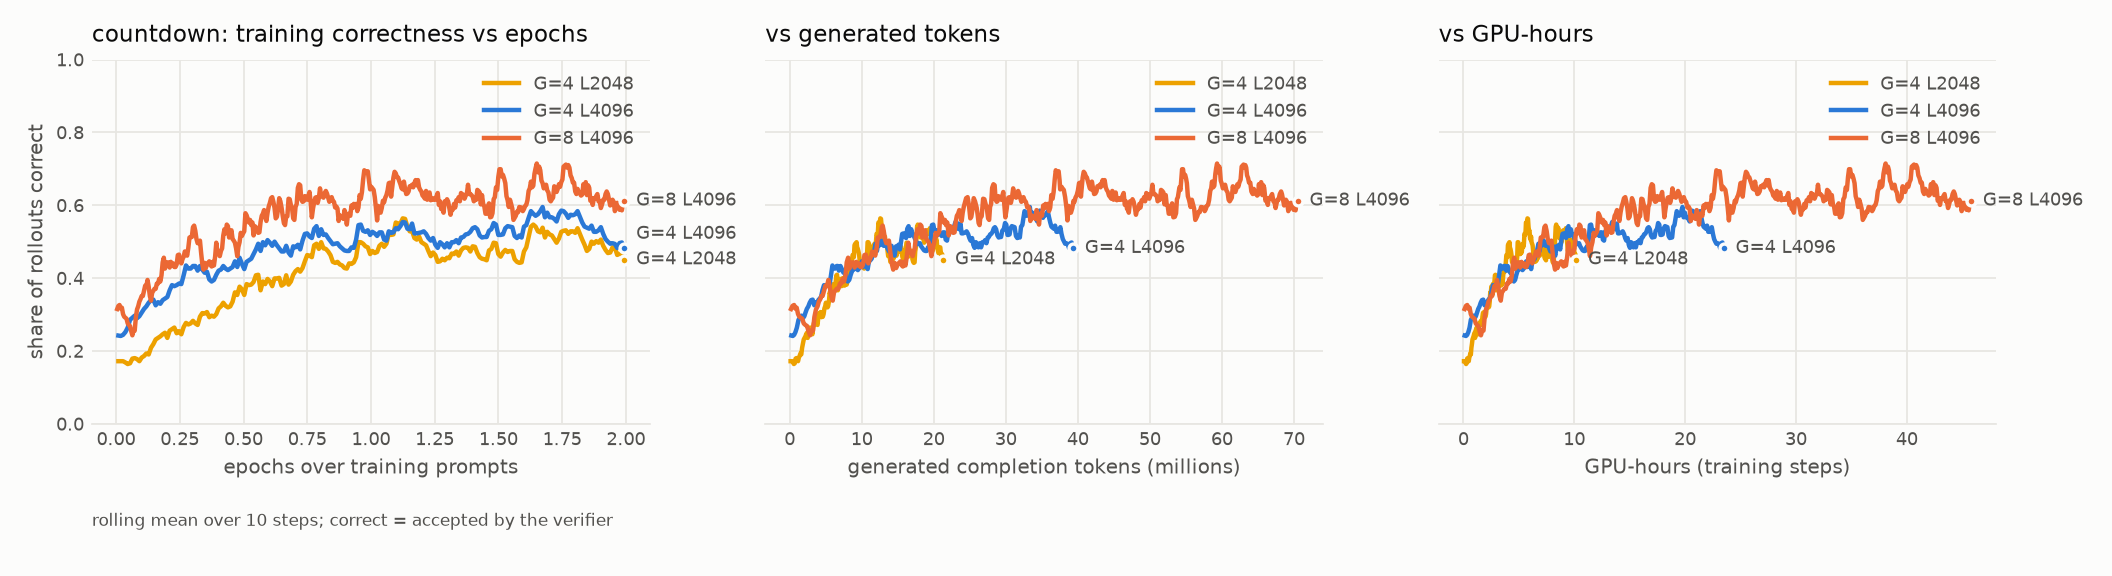 countdown: training correctness vs epochs
share of rollouts correct
1.0
0.8
0.6
0.4
0.2
0.0
G=4 L2048
G=4 L4096
G=8 L4096
G=8 L4096
G=4 L4096
G=4 L2048
0.00 0.25 0.50 0.75 1.00 1.25 1.50 1.75 2.00
epochs over training prompts
vs generated tokens
G=4 L2048
G=4 L4096
G=8 L4096
G=8 L4096
G=4 L4096
G=4 L2048
0 10 20 30 40 50 60 70
generated completion tokens (millions)
vs GPU-hours
G=4 L2048
G=4 L4096
G=8 L4096
G=8 L4096
G=4 L4096
G=4 L2048
0 10 20 30 40
GPU-hours (training steps)
rolling mean over 10 steps; correct = accepted by the verifier